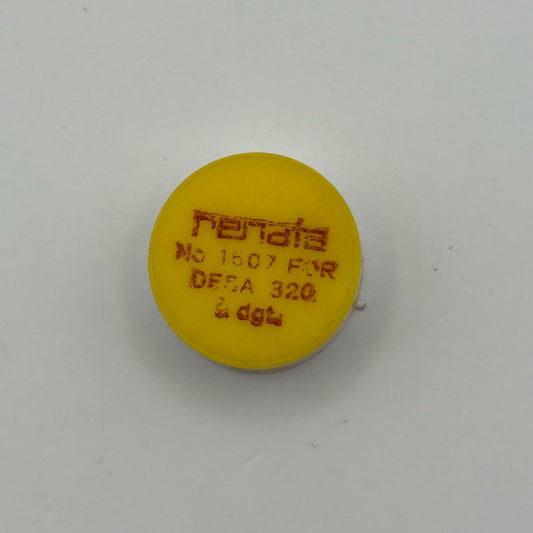 renata
No 1607 FOR
DESA 320
à dgt.